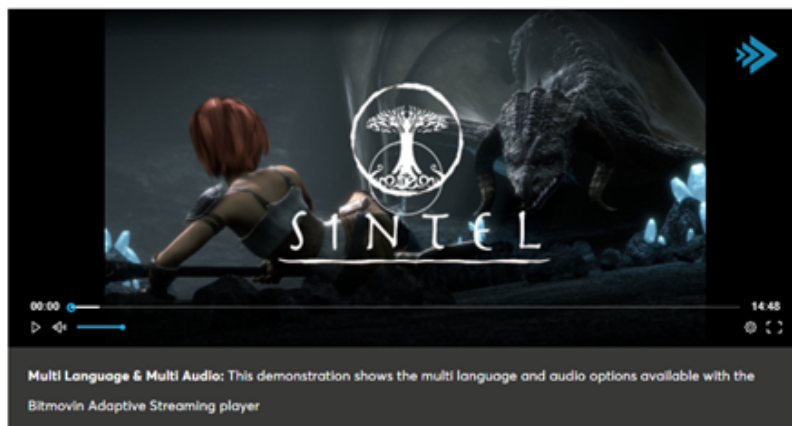 SINTEL
00:00
14:48
Multi Language & Multi Audio: This demonstration shows the multi language and audio options available with the
Bitmovin Adaptive Streaming player